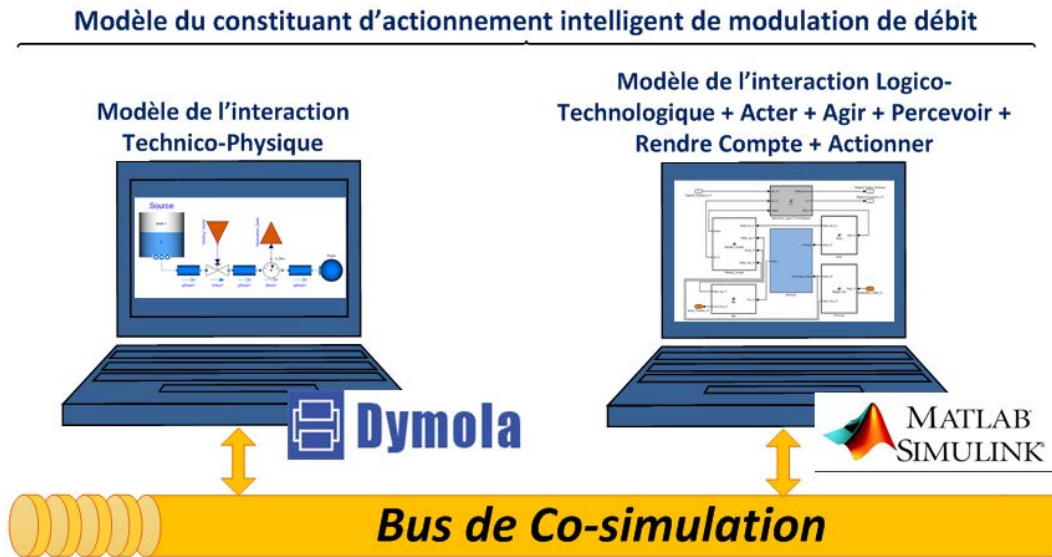 Modèle du constituant d'actionnement intelligent de modulation de débit
Modèle de l'interaction
Technico-Physique
Modèle de l'interaction Logico-
Technologique + Acter + Agir + Percevoir +
Rendre Compte + Actionner
Source
Dymola
MATLAB
SIMULINK
Bus de Co-simulation